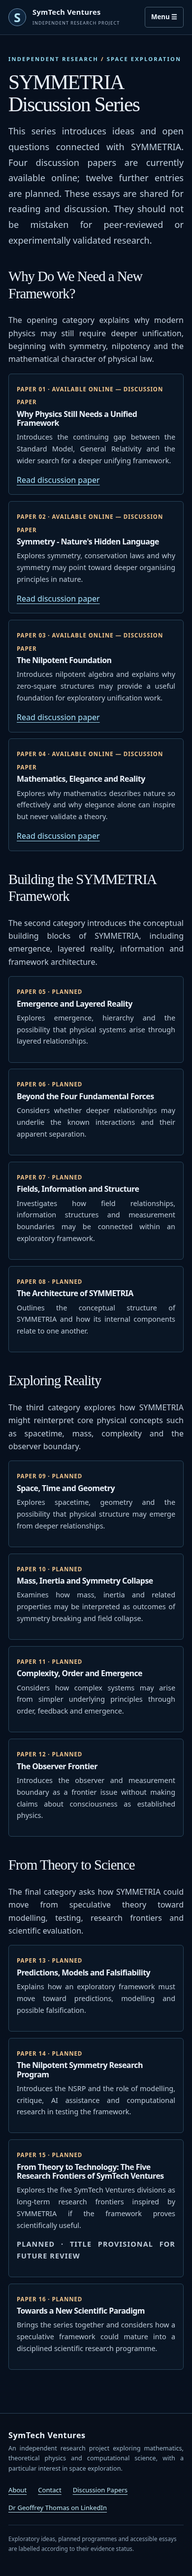 S
SymTech Ventures
INDEPENDENT RESEARCH PROJECT
Menu ☰
INDEPENDENT RESEARCH / SPACE EXPLORATION
SYMMETRIA
Discussion Series
This series introduces ideas and open
questions connected with SYMMETRIA.
Four discussion papers are currently
available online; twelve further entries
are planned. These essays are shared for
reading and discussion. They should not
be mistaken for peer-reviewed or
experimentally validated research.
Why Do We Need a New
Framework?
The opening category explains why modern
physics may still require deeper unification,
beginning with symmetry, nilpotency and the
mathematical character of physical law.
PAPER 01 · AVAILABLE ONLINE — DISCUSSION
PAPER
Why Physics Still Needs a Unified
Framework
Introduces the continuing gap between the
Standard Model, General Relativity and the
wider search for a deeper unifying framework.
Read discussion paper
PAPER 02 · AVAILABLE ONLINE — DISCUSSION
PAPER
Symmetry - Nature's Hidden Language
Explores symmetry, conservation laws and why
symmetry may point toward deeper organising
principles in nature.
Read discussion paper
PAPER 03 · AVAILABLE ONLINE — DISCUSSION
PAPER
The Nilpotent Foundation
Introduces nilpotent algebra and explains why
zero-square structures may provide a useful
foundation for exploratory unification work.
Read discussion paper
PAPER 04 · AVAILABLE ONLINE — DISCUSSION
PAPER
Mathematics, Elegance and Reality
Explores why mathematics describes nature so
effectively and why elegance alone can inspire
but never validate a theory.
Read discussion paper
Building the SYMMETRIA
Framework
The second category introduces the conceptual
building blocks of SYMMETRIA, including
emergence, layered reality, information and
framework architecture.
PAPER 05 · PLANNED
Emergence and Layered Reality
Explores emergence, hierarchy and the
possibility that physical systems arise through
layered relationships.
PAPER 06 · PLANNED
Beyond the Four Fundamental Forces
Considers whether deeper relationships may
underlie the known interactions and their
apparent separation.
PAPER 07 · PLANNED
Fields, Information and Structure
Investigates how field relationships,
information structures and measurement
boundaries may be connected within an
exploratory framework.
PAPER 08 · PLANNED
The Architecture of SYMMETRIA
Outlines the conceptual structure of
SYMMETRIA and how its internal components
relate to one another.
Exploring Reality
The third category explores how SYMMETRIA
might reinterpret core physical concepts such
as spacetime, mass, complexity and the
observer boundary.
PAPER 09 · PLANNED
Space, Time and Geometry
Explores spacetime, geometry and the
possibility that physical structure may emerge
from deeper relationships.
PAPER 10 · PLANNED
Mass, Inertia and Symmetry Collapse
Examines how mass, inertia and related
properties may be interpreted as outcomes of
symmetry breaking and field collapse.
PAPER 11 · PLANNED
Complexity, Order and Emergence
Considers how complex systems may arise
from simpler underlying principles through
order, feedback and emergence.
PAPER 12 · PLANNED
The Observer Frontier
Introduces the observer and measurement
boundary as a frontier issue without making
claims about consciousness as established
physics.
From Theory to Science
The final category asks how SYMMETRIA could
move from speculative theory toward
modelling, testing, research frontiers and
scientific evaluation.
PAPER 13 · PLANNED
Predictions, Models and Falsifiability
Explains how an exploratory framework must
move toward predictions, modelling and
possible falsification.
PAPER 14 · PLANNED
The Nilpotent Symmetry Research
Program
Introduces the NSRP and the role of modelling,
critique, AI assistance and computational
research in testing the framework.
PAPER 15 · PLANNED
From Theory to Technology: The Five
Research Frontiers of SymTech Ventures
Explores the five SymTech Ventures divisions as
long-term research frontiers inspired by
SYMMETRIA if the framework proves
scientifically useful.
PLANNED · TITLE PROVISIONAL FOR
FUTURE REVIEW
PAPER 16 · PLANNED
Towards a New Scientific Paradigm
Brings the series together and considers how a
speculative framework could mature into a
disciplined scientific research programme.
SymTech Ventures
An independent research project exploring mathematics,
theoretical physics and computational science, with a
particular interest in space exploration.
About Contact Discussion Papers
Dr Geoffrey Thomas on LinkedIn
Exploratory ideas, planned programmes and accessible essays
are labelled according to their evidence status.